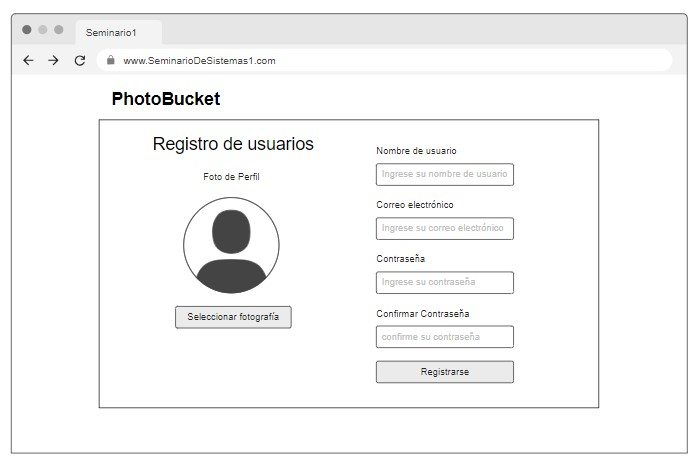 Seminario1
www.SeminarioDeSistemas1.com
PhotoBucket
Registro de usuarios
Foto de Perfil
Seleccionar fotografía
Nombre de usuario
Ingrese su nombre de usuario
Correo electrónico
Ingrese su correo electrónico
Contraseña
Ingrese su contraseña
Confirmar Contraseña
confirme su contraseña
Registrarse